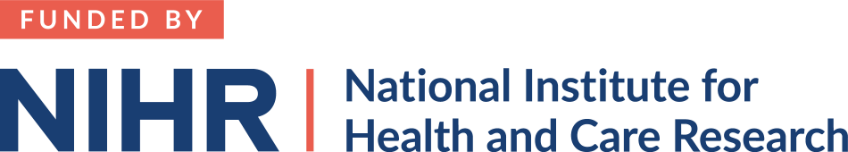 FUNDED BY
NIHR
National Institute for
Health and Care Research